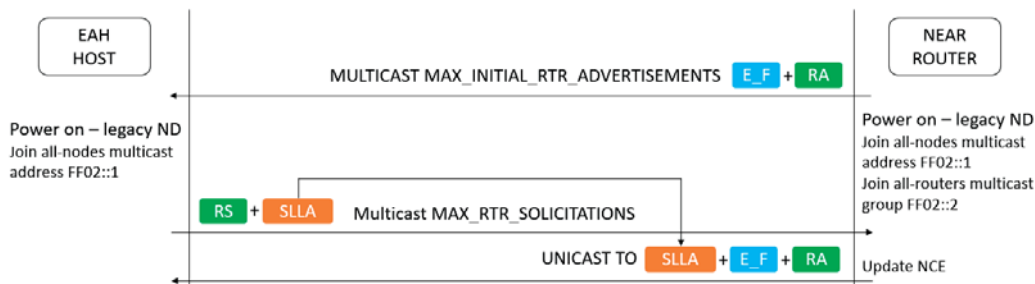 EAH
HOST
NEAR
ROUTER
MULTICAST MAX_INITIAL_RTR_ADVERTISEMENTS E_F + RA
Power on – legacy ND
Join all-nodes multicast
address FF02::1
Power on – legacy ND
Join all-nodes multicast
address FF02::1
Join all-routers multicast
group FF02::2
RS + SLLA Multicast MAX_RTR_SOLICITATIONS
UNICAST TO SLLA + E_F + RA
Update NCE